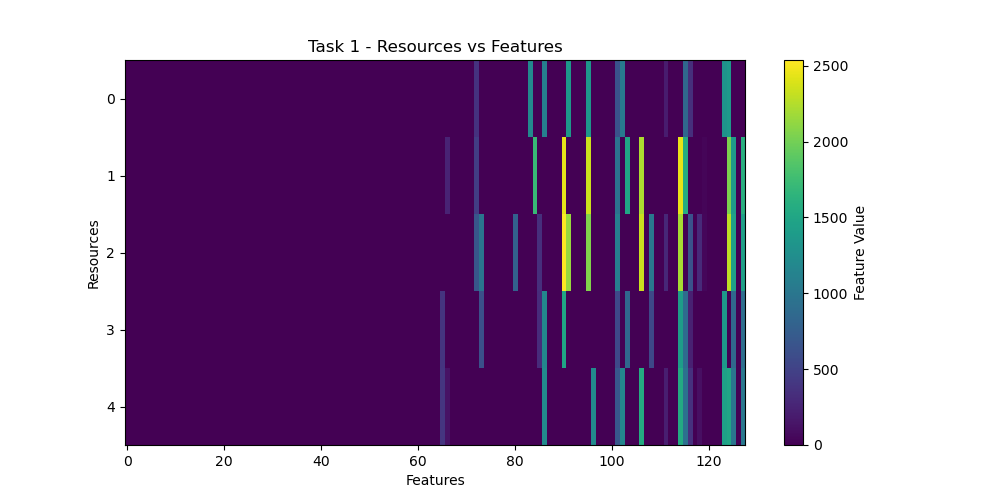 Task 1 - Resources vs Features
Resources
0
1
2
3
4
0 20 40 60 80 100 120
Features
2500
2000
1500
1000
500
0
Feature Value